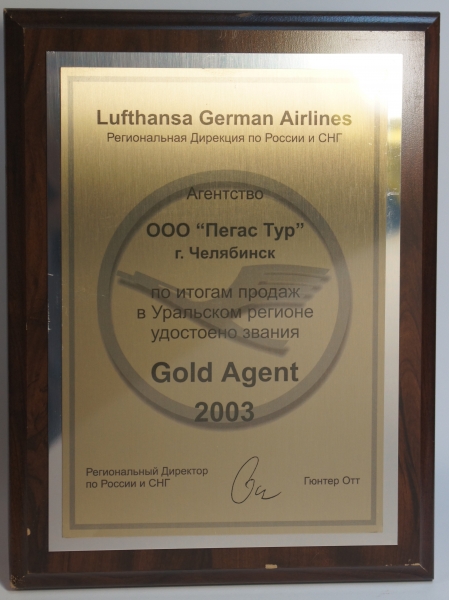 Lufthansa German Airlines
Региональная Дирекция по России и СНГ
Агентство
ООО “Пегас Тур”
г. Челябинск
по итогам продаж
в Уральском регионе
удостоено звания
Gold Agent
2003
Региональный Директор
по России и СНГ
Гюнтер Отт